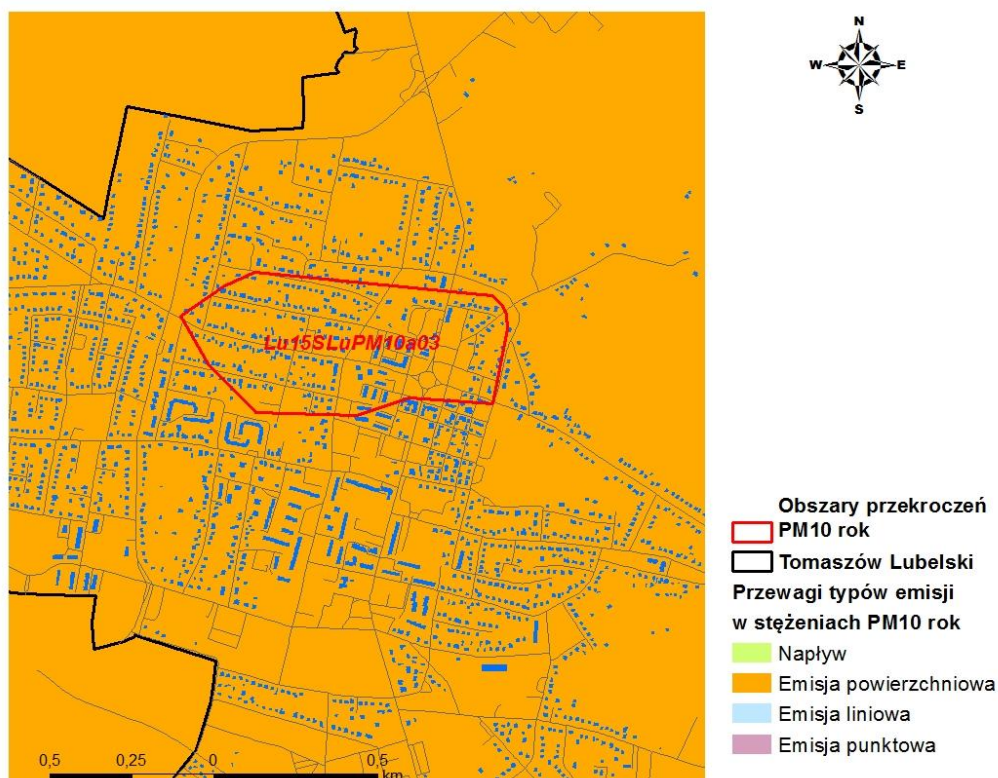 N
W E
S
Lu15SLuPM10a03
Obszary przekroczeń
PM10 rok
Tomaszów Lubelski
Przewagi typów emisji
w stężeniach PM10 rok
Napływ
Emisja powierzchniowa
Emisja liniowa
Emisja punktowa
0,5 0,25 0 0,5
km